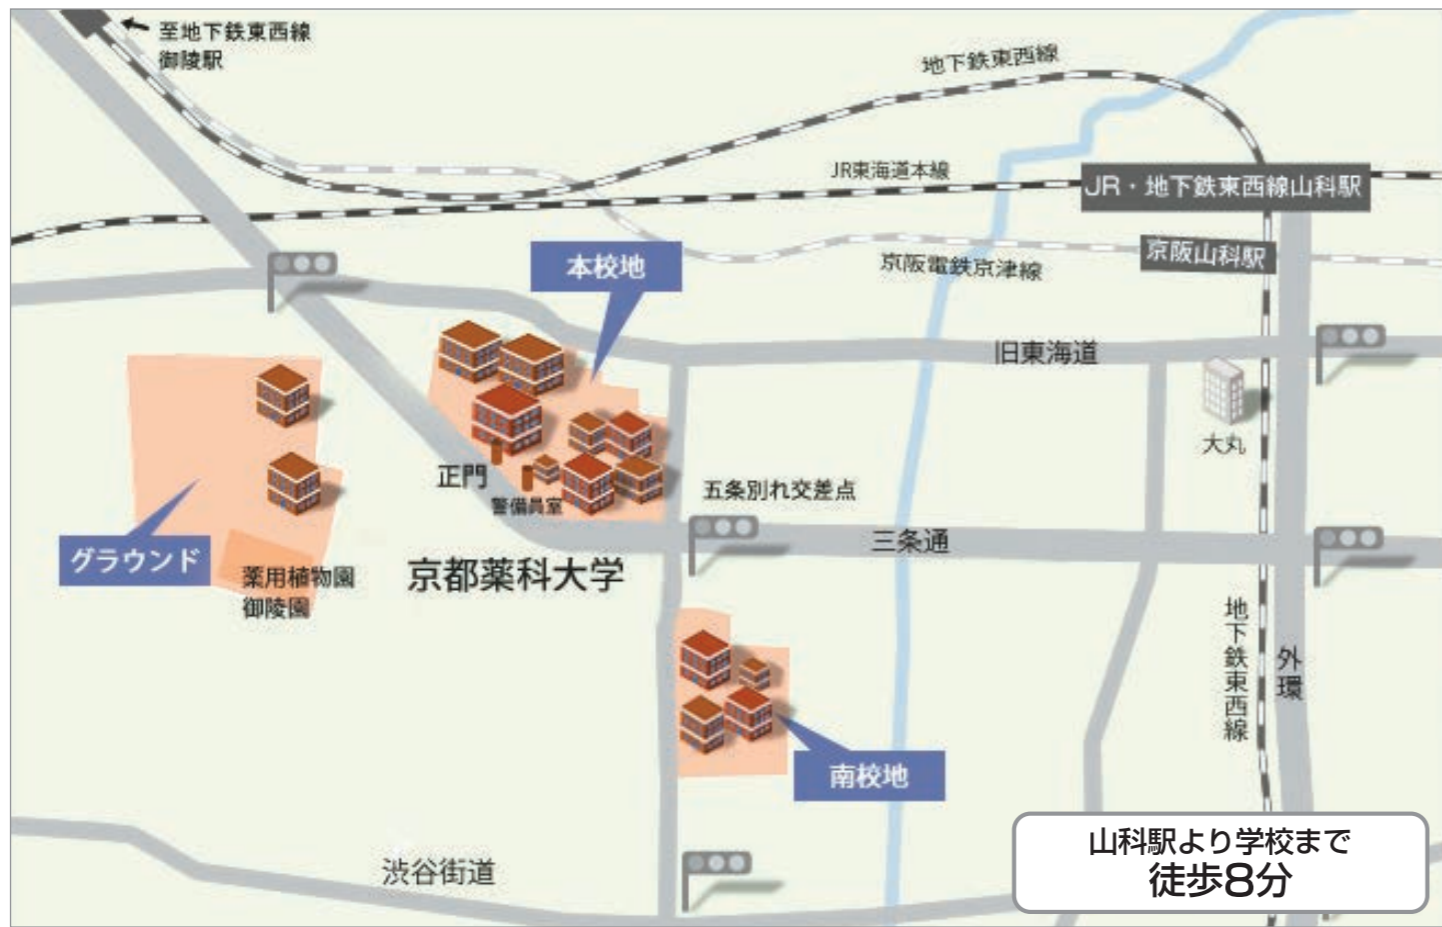 至地下鉄東西線
御陵駅
地下鉄東西線
JR東海道本線
JR・地下鉄東西線山科駅
京阪山科駅
京阪電鉄京津線
本校地
旧東海道
大丸
正門
警備員室
五条別れ交差点
三条通
グラウンド
薬用植物園
御陵園
京都薬科大学
地下鉄東西線
外環
南校地
渋谷街道
山科駅より学校まで
徒歩8分